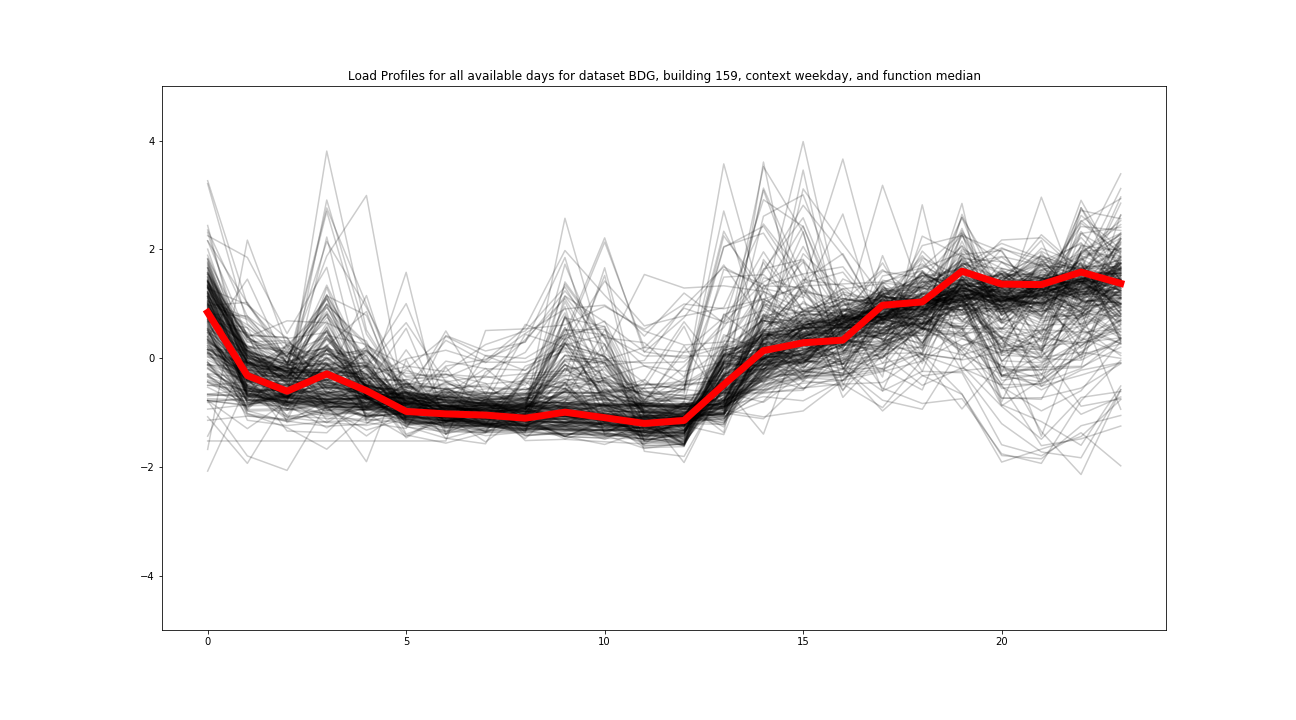 Load Profiles for all available days for dataset BDG, building 159, context weekday, and function median
4
2
0
−2
−4
0 5 10 15 20